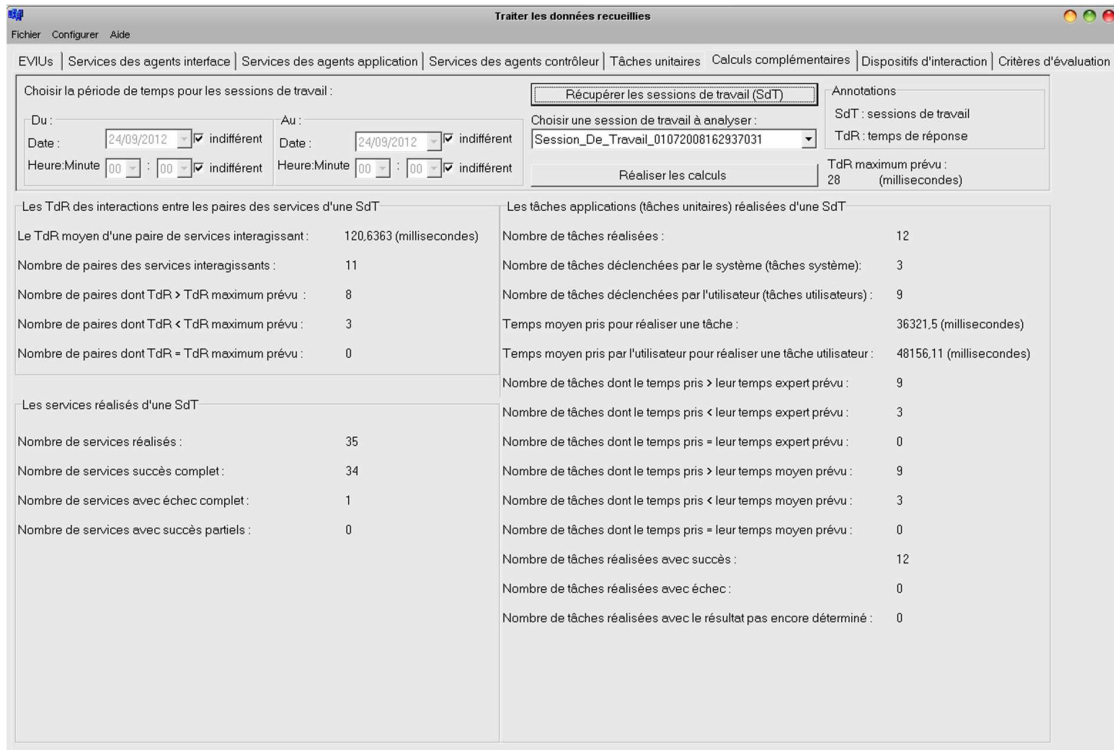 Traiter les données recueillies
Fichier Configurer Aide
EVIUs Services des agents interface Services des agents application Services des agents contrôleur Tâches unitaires Calculs complémentaires Dispositifs d'interaction Critères d'évaluation
Choisir la période de temps pour les sessions de travail :
Du :
Date : 24/09/2012 indifférent
Heure:Minute 00 : 00 indifférent
Au :
Date : 24/09/2012 indifférent
Heure:Minute 00 : 00 indifférent
Récupérer les sessions de travail (SdT)
Choisir une session de travail à analyser :
Session_De_Travail_01072008162937031
Réaliser les calculs
Annotations
SdT : sessions de travail
TdR : temps de réponse
TdR maximum prévu :
28 (millisecondes)
Les TdR des interactions entre les paires des services d'une SdT
Le TdR moyen d'une paire de services interagissant : 120,6363 (millisecondes)
Nombre de paires des services interagissants : 11
Nombre de paires dont TdR > TdR maximum prévu : 8
Nombre de paires dont TdR < TdR maximum prévu : 3
Nombre de paires dont TdR = TdR maximum prévu : 0
Les services réalisés d'une SdT
Nombre de services réalisés : 35
Nombre de services succès complet : 34
Nombre de services avec échec complet : 1
Nombre de services avec succès partiels : 0
Les tâches applications (tâches unitaires) réalisées d'une SdT
Nombre de tâches réalisées : 12
Nombre de tâches déclenchées par le système (tâches système): 3
Nombre de tâches déclenchées par l'utilisateur (tâches utilisateurs) : 9
Temps moyen pris pour réaliser une tâche : 36321,5 (millisecondes)
Temps moyen pris par l'utilisateur pour réaliser une tâche utilisateur : 48156,11 (millisecondes)
Nombre de tâches dont le temps pris > leur temps expert prévu : 9
Nombre de tâches dont le temps pris < leur temps expert prévu : 3
Nombre de tâches dont le temps pris = leur temps expert prévu : 0
Nombre de tâches dont le temps pris > leur temps moyen prévu : 9
Nombre de tâches dont le temps pris < leur temps moyen prévu : 3
Nombre de tâches dont le temps pris = leur temps moyen prévu : 0
Nombre de tâches réalisées avec succès : 12
Nombre de tâches réalisées avec échec : 0
Nombre de tâches réalisées avec le résultat pas encore déterminé : 0